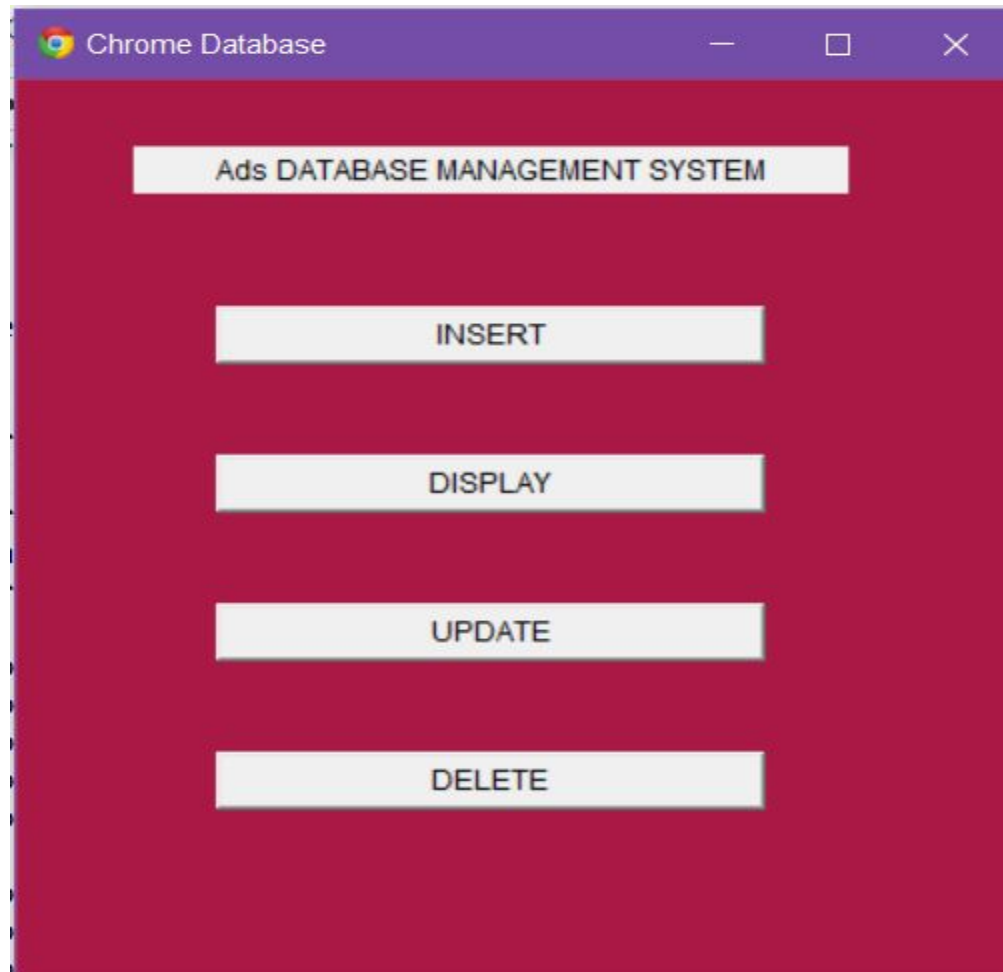 Chrome Database
Ads DATABASE MANAGEMENT SYSTEM
INSERT
DISPLAY
UPDATE
DELETE